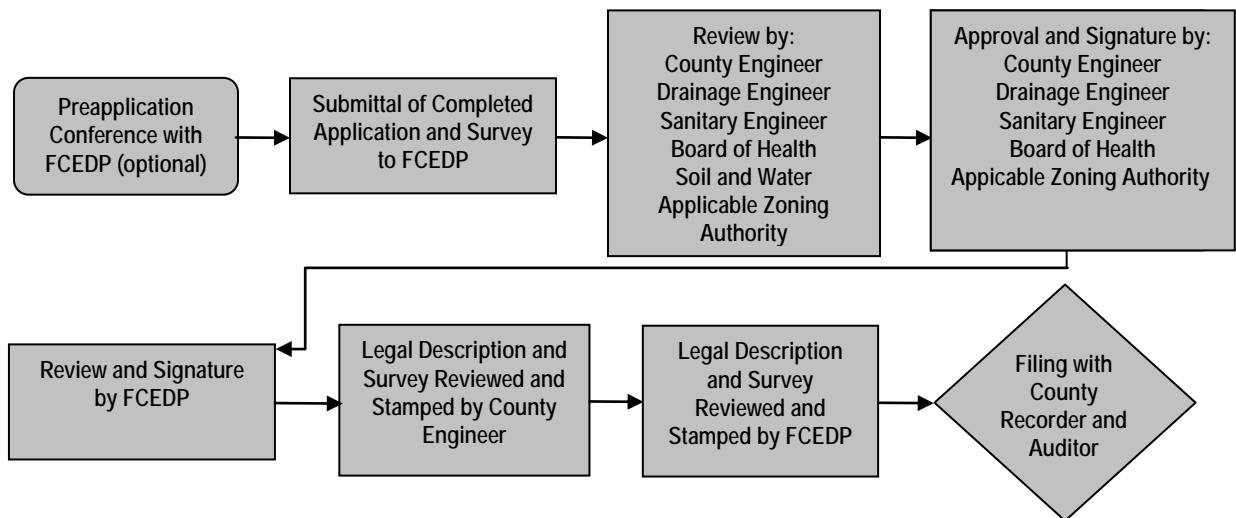 Preapplication
Conference with
FCEDP (optional)
Submittal of Completed
Application and Survey
to FCEDP
Review by:
County Engineer
Drainage Engineer
Sanitary Engineer
Board of Health
Soil and Water
Applicable Zoning
Authority
Approval and Signature by:
County Engineer
Drainage Engineer
Sanitary Engineer
Board of Health
Appicable Zoning Authority
Review and Signature
by FCEDP
Legal Description and
Survey Reviewed and
Stamped by County
Engineer
Legal Description
and Survey
Reviewed and
Stamped by FCEDP
Filing with
County
Recorder and
Auditor